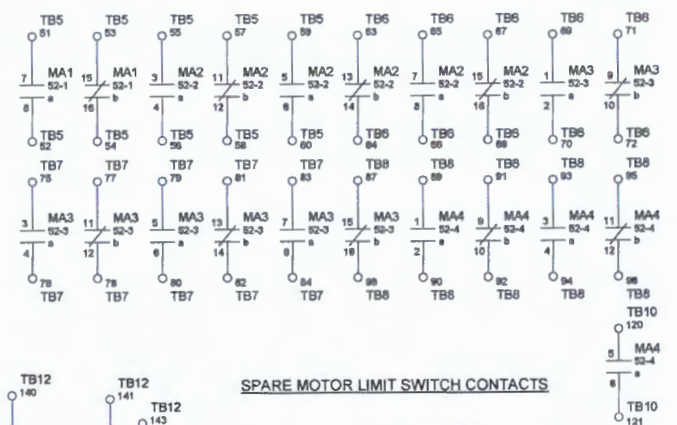 TB5 TB5 TB5 TB5 TB5 TB6 TB6 TB6 TB6 TB6
51 53 55 57 59 63 65 67 69 71
7 MA1 15 MA1 3 MA2 11 MA2 5 MA2 13 MA2 7 MA2 15 MA2 1 MA3 9 MA3
52-1 52-1 52-2 52-2 52-2 52-2 52-2 52-2 52-3 52-3
a b a b a b a b a b
8 16 4 12 6 14 8 16 2 10
TB5 TB5 TB5 TB5 TB5 TB6 TB6 TB6 TB6 TB6
52 54 56 58 60 64 66 68 70 72
TB7 TB7 TB7 TB7 TB7 TB8 TB8 TB8 TB8 TB8
75 77 79 81 83 87 89 91 93 95
3 MA3 11 MA3 5 MA3 13 MA3 7 MA3 15 MA3 1 MA4 9 MA4 3 MA4 11 MA4
52-3 52-3 52-3 52-3 52-3 52-3 52-4 52-4 52-4 52-4
a b a b a b a b a b
4 12 6 14 8 16 2 10 4 12
78 80 82 84 90 92 94 96
TB7 TB7 TB7 TB7 TB7 TB8 TB8 TB8 TB8 TB8
TB10
120
5 MA4
52-4
a
6
TB10
121
SPARE MOTOR LIMIT SWITCH CONTACTS
TB12
140
TB12
141
TB12
143